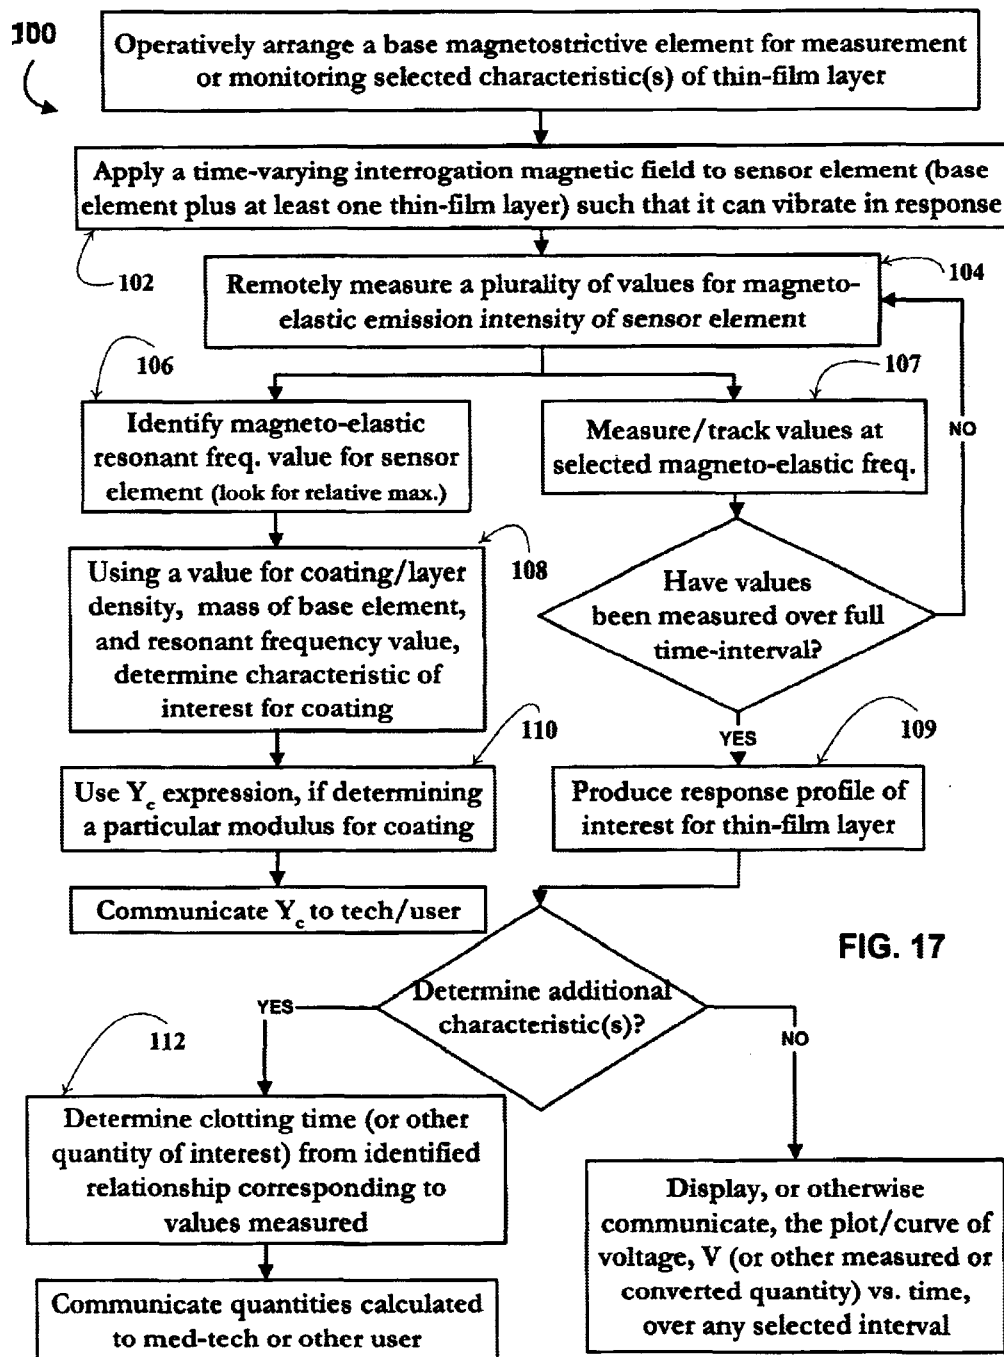 100
Operatively arrange a base magnetostrictive element for measurement
or monitoring selected characteristic(s) of thin-film layer
Apply a time-varying interrogation magnetic field to sensor element (base
element plus at least one thin-film layer) such that it can vibrate in response
102
104
Remotely measure a plurality of values for magneto-
elastic emission intensity of sensor element
106
107
Identify magneto-elastic
resonant freq. value for sensor
element (look for relative max.)
Measure/track values at
selected magneto-elastic freq.
NO
108
Using a value for coating/layer
density, mass of base element,
and resonant frequency value,
determine characteristic of
interest for coating
Have values
been measured over full
time-interval?
YES
110
109
Use Yc expression, if determining
a particular modulus for coating
Produce response profile of
interest for thin-film layer
Communicate Yc to tech/user
FIG. 17
Determine additional
characteristic(s)?
YES
NO
112
Determine clotting time (or other
quantity of interest) from identified
relationship corresponding to
values measured
Display, or otherwise
communicate, the plot/curve of
voltage, V (or other measured or
converted quantity) vs. time,
over any selected interval
Communicate quantities calculated
to med-tech or other user